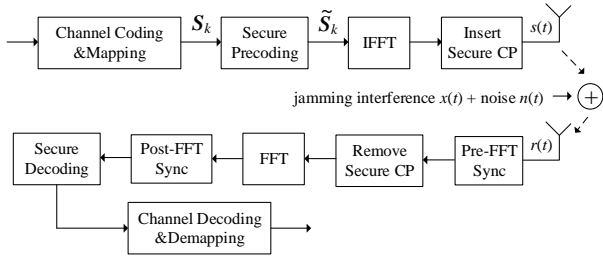 Channel Coding
&Mapping
S_k
Secure
Precoding
S̃_k
IFFT
Insert
Secure CP
s(t)
jamming interference x(t) + noise n(t)
+
Secure
Decoding
Post-FFT
Sync
FFT
Remove
Secure CP
Pre-FFT
Sync
r(t)
Channel Decoding
&Demapping